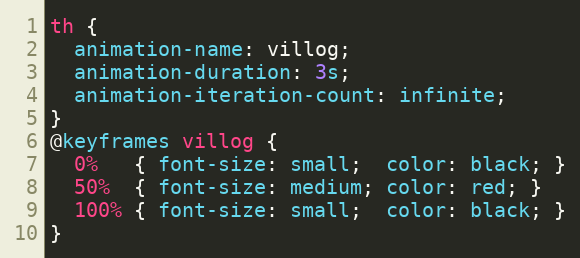 1 th {
2   animation-name: villog;
3   animation-duration: 3s;
4   animation-iteration-count: infinite;
5 }
6 @keyframes villog {
7   0%   { font-size: small;  color: black; }
8   50%  { font-size: medium; color: red; }
9   100% { font-size: small;  color: black; }
10 }